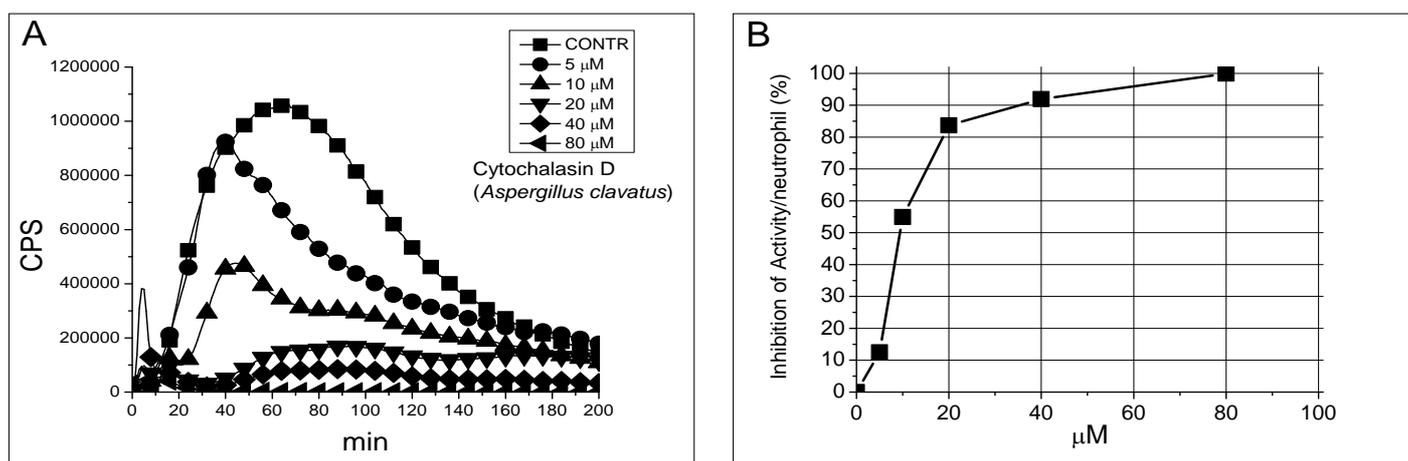 A
CONTR
5 μM
10 μM
20 μM
40 μM
80 μM
Cytochalasin D
(Aspergillus clavatus)
1200000
1000000
800000
600000
400000
200000
0
CPS
0 20 40 60 80 100 120 140 160 180 200
min
B
100
90
80
70
60
50
40
30
20
10
0
Inhibition of Activity/neutrophil (%)
0 20 40 60 80 100
μM